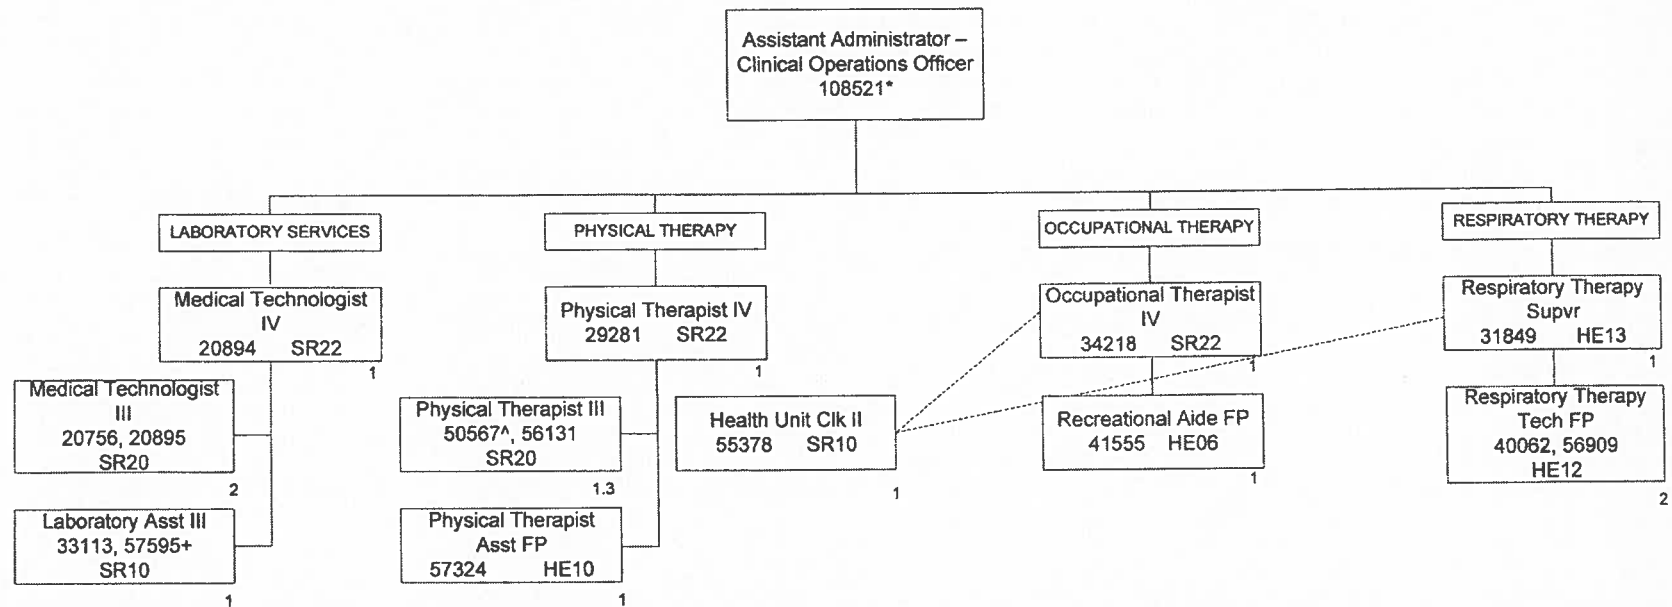 Assistant Administrator –
Clinical Operations Officer
108521*
LABORATORY SERVICES
Medical Technologist
IV
20894 SR22
1
Medical Technologist
III
20756, 20895
SR20
2
Laboratory Asst III
33113, 57595+
SR10
1
PHYSICAL THERAPY
Physical Therapist IV
29281 SR22
1
Physical Therapist III
50567^, 56131
SR20
1.3
Physical Therapist
Asst FP
57324 HE10
1
Health Unit Clk II
55378 SR10
1
OCCUPATIONAL THERAPY
Occupational Therapist
IV
34218 SR22
1
Recreational Aide FP
41555 HE06
1
RESPIRATORY THERAPY
Respiratory Therapy
Supvr
31849 HE13
1
Respiratory Therapy
Tech FP
40062, 56909
HE12
2